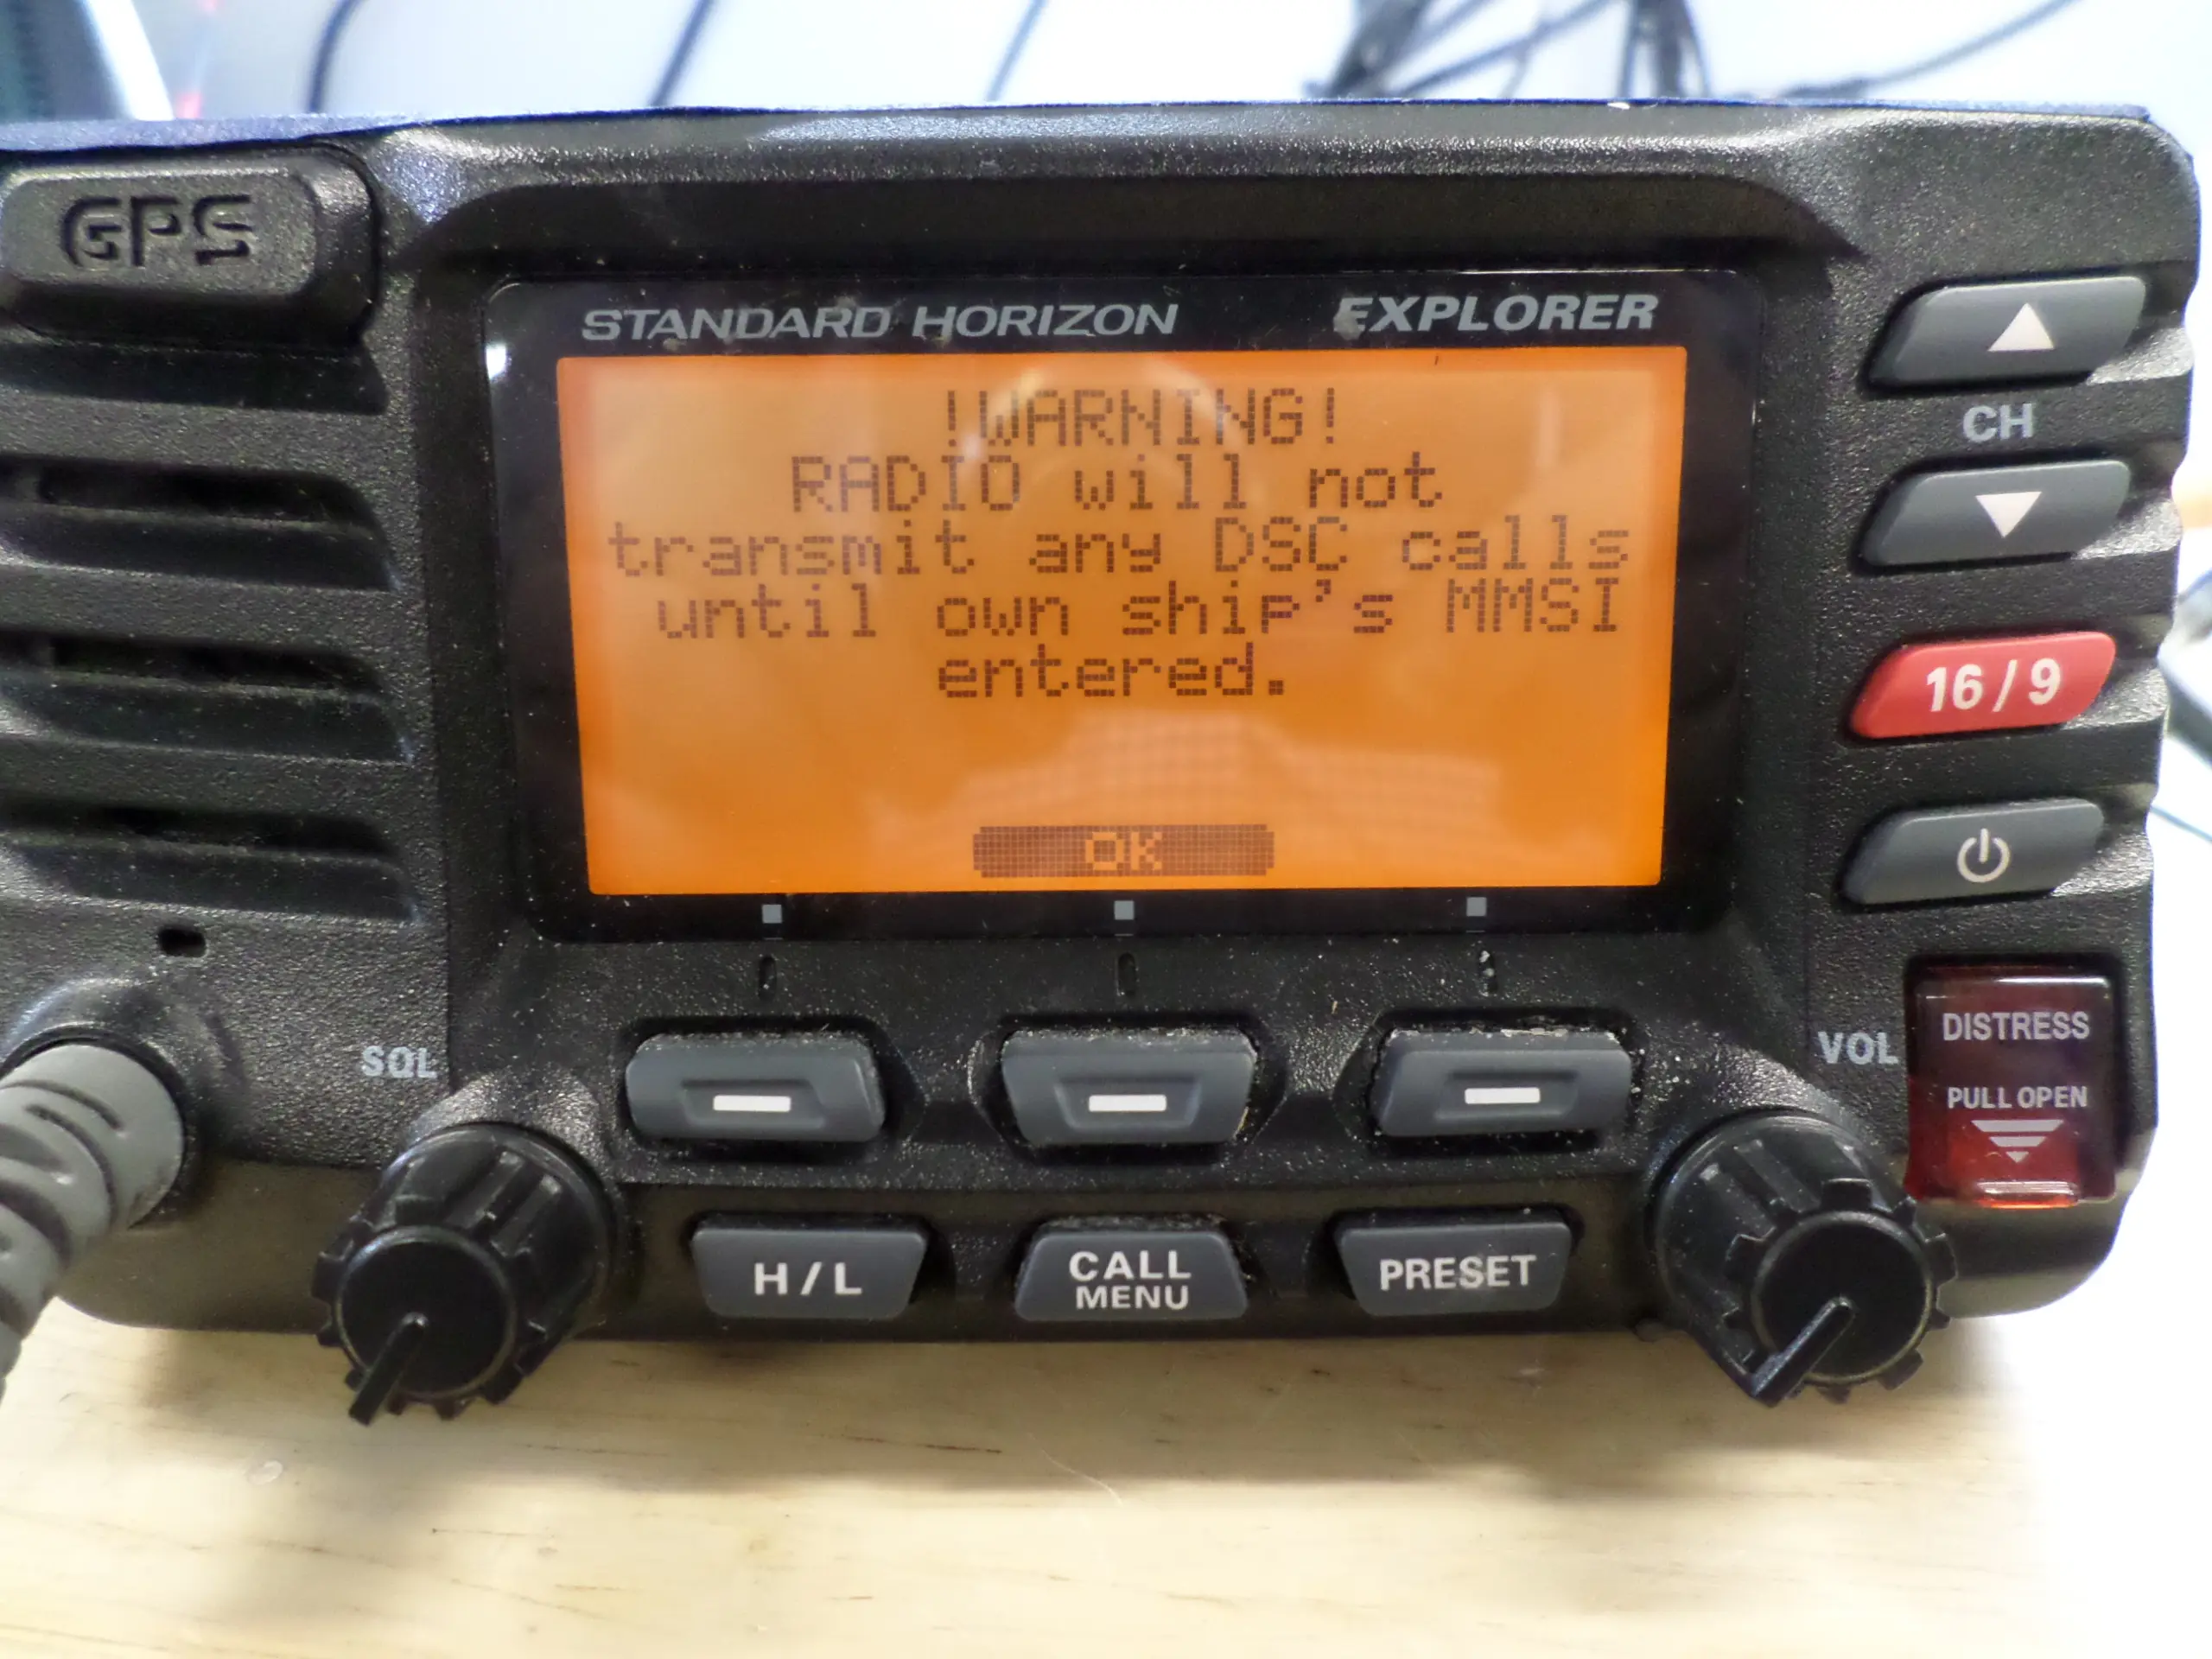 GPS
STANDARD HORIZON EXPLORER
!WARNING!
RADIO will not
transmit any DSC calls
until own ship's MMSI
entered.
OK
CH
16/9
SQL
VOL
DISTRESS
PULL OPEN
H/L
CALL
MENU
PRESET